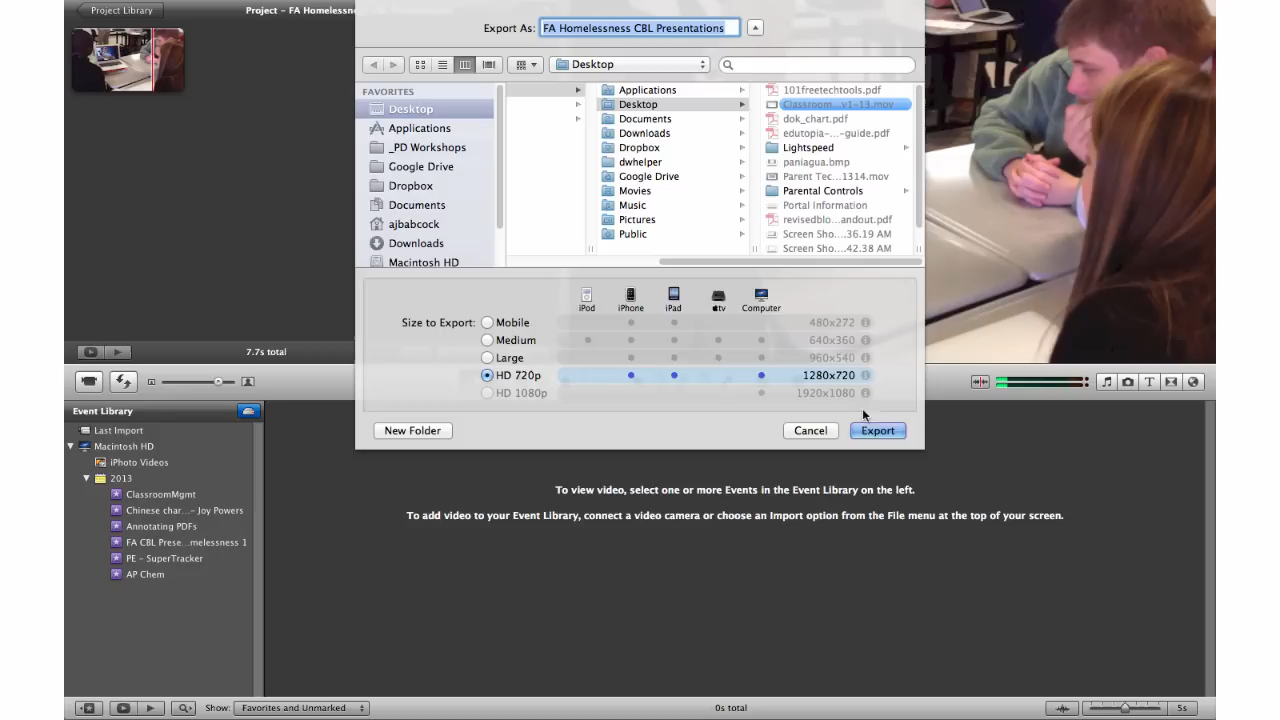 Project Library
Project - FA Homelessn
Export As: FA Homelessness CBL Presentations
Desktop
FAVORITES
Desktop
Applications
_PD Workshops
Google Drive
Dropbox
Documents
ajbabcock
Downloads
Macintosh HD
Applications
Desktop
Documents
Downloads
Dropbox
dwhelper
Google Drive
Movies
Music
Pictures
Public
101freetechtools.pdf
Classroom...v1-13.mov
dok_chart.pdf
edutopia-...-guide.pdf
Lightspeed
paniagua.bmp
Parent Tec...1314.mov
Parental Controls
Portal Information
revisedblo...andout.pdf
Screen Sho....36.19 AM
Screen Sho....42.38 AM
iPod iPhone iPad tv Computer
Size to Export: Mobile 480x272
Medium 640x360
Large 960x540
HD 720p 1280x720
HD 1080p 1920x1080
New Folder Cancel Export
7.7s total
Event Library
Last Import
Macintosh HD
iPhoto Videos
2013
ClassroomMgmt
Chinese char...- Joy Powers
Annotating PDFs
FA CBL Prese...melessness 1
PE - SuperTracker
AP Chem
To view video, select one or more Events in the Event Library on the left.
To add video to your Event Library, connect a video camera or choose an Import option from the File menu at the top of your screen.
Show: Favorites and Unmarked 0s total 5s